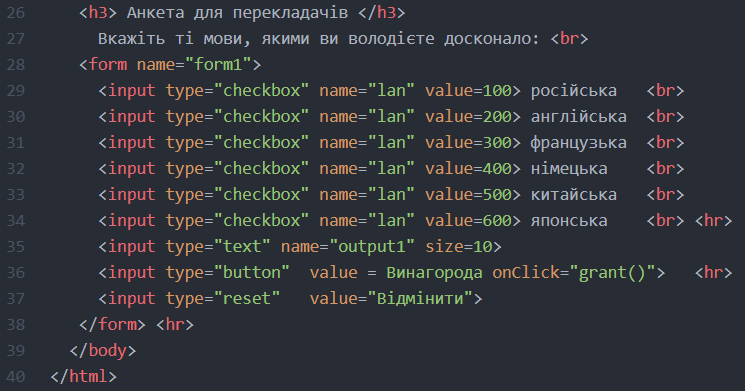 26 <h3> Анкета для перекладачів </h3>
27 Вкажіть ті мови, якими ви володієте досконало: <br>
28 <form name="form1">
29 <input type="checkbox" name="lan" value=100> російська <br>
30 <input type="checkbox" name="lan" value=200> англійська <br>
31 <input type="checkbox" name="lan" value=300> французька <br>
32 <input type="checkbox" name="lan" value=400> німецька <br>
33 <input type="checkbox" name="lan" value=500> китайська <br>
34 <input type="checkbox" name="lan" value=600> японська <br> <hr>
35 <input type="text" name="output1" size=10>
36 <input type="button" value = Винагорода onClick="grant()"> <hr>
37 <input type="reset" value="Відмінити">
38 </form> <hr>
39 </body>
40 </html>